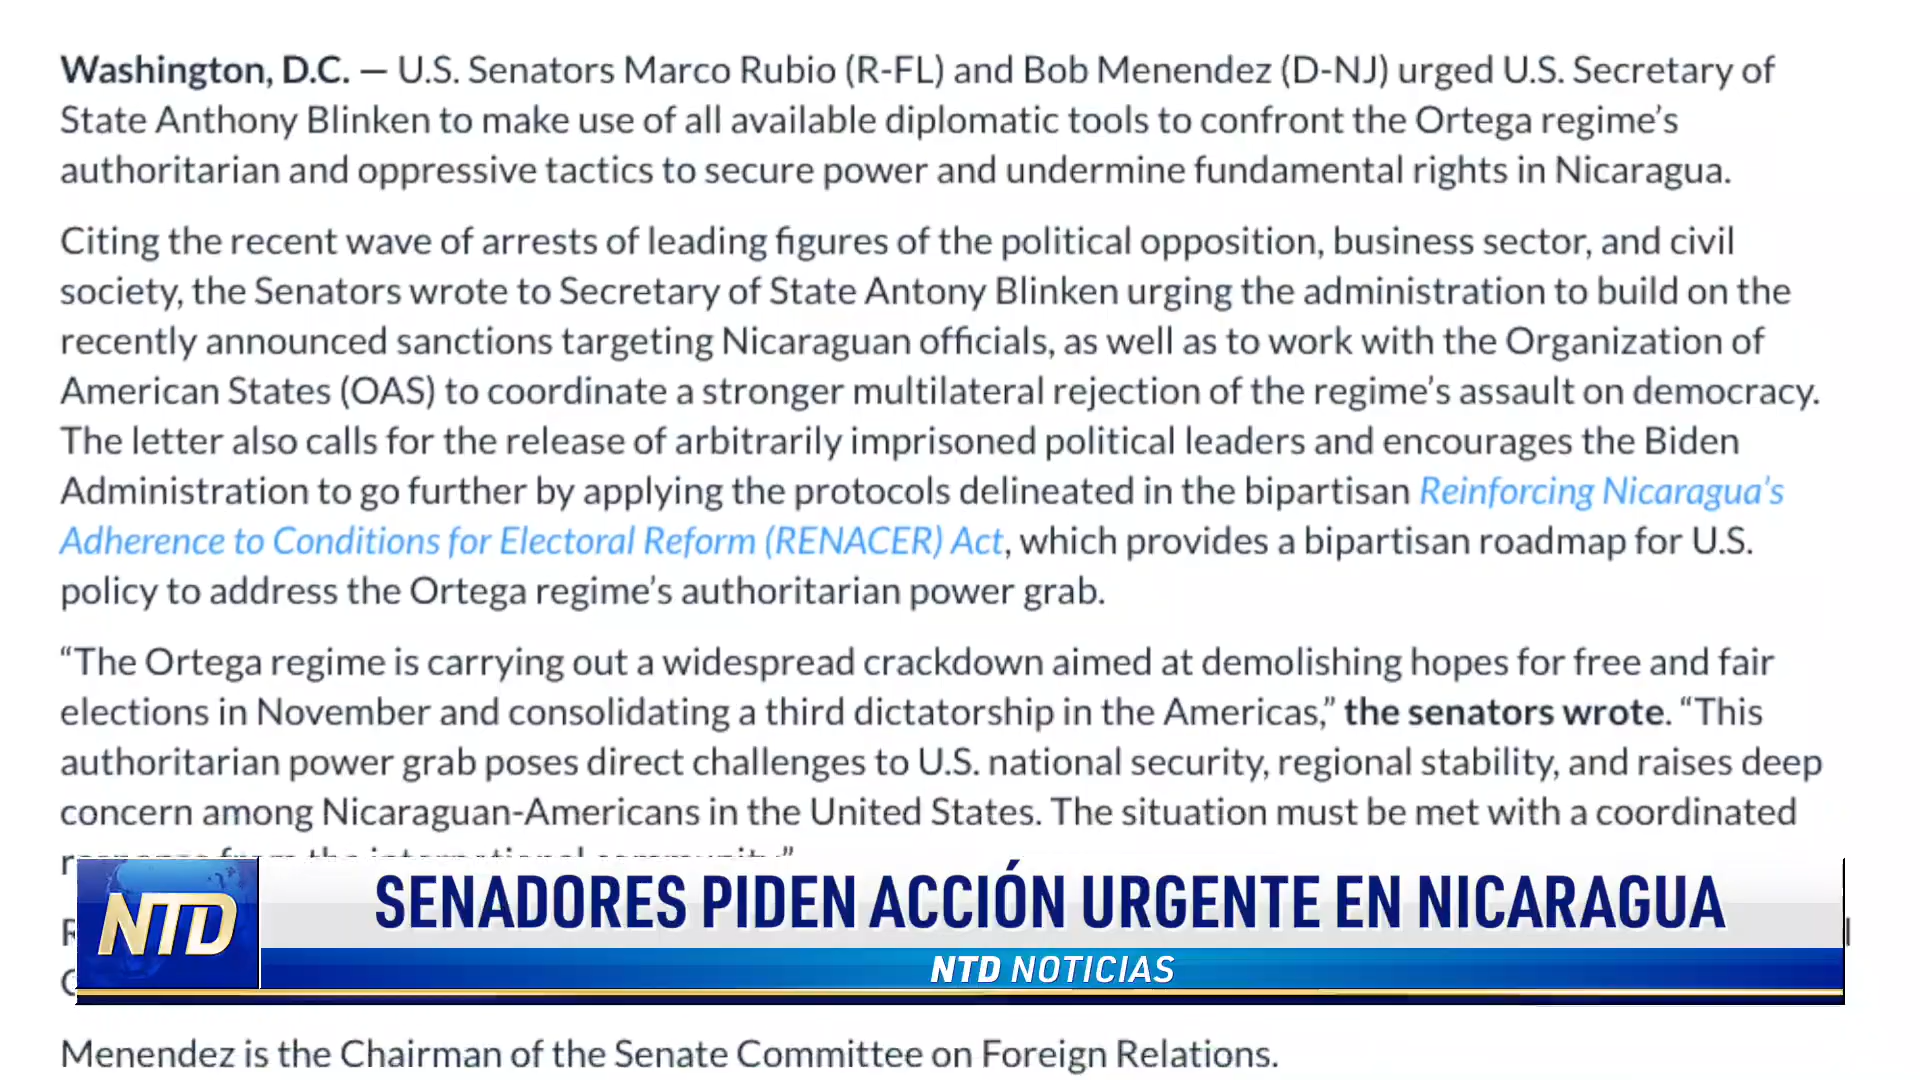 Washington, D.C. — U.S. Senators Marco Rubio (R-FL) and Bob Menendez (D-NJ) urged U.S. Secretary of
State Anthony Blinken to make use of all available diplomatic tools to confront the Ortega regime’s
authoritarian and oppressive tactics to secure power and undermine fundamental rights in Nicaragua.
Citing the recent wave of arrests of leading figures of the political opposition, business sector, and civil
society, the Senators wrote to Secretary of State Antony Blinken urging the administration to build on the
recently announced sanctions targeting Nicaraguan officials, as well as to work with the Organization of
American States (OAS) to coordinate a stronger multilateral rejection of the regime’s assault on democracy.
The letter also calls for the release of arbitrarily imprisoned political leaders and encourages the Biden
Administration to go further by applying the protocols delineated in the bipartisan Reinforcing Nicaragua’s
Adherence to Conditions for Electoral Reform (RENACER) Act, which provides a bipartisan roadmap for U.S.
policy to address the Ortega regime’s authoritarian power grab.
“The Ortega regime is carrying out a widespread crackdown aimed at demolishing hopes for free and fair
elections in November and consolidating a third dictatorship in the Americas,” the senators wrote. “This
authoritarian power grab poses direct challenges to U.S. national security, regional stability, and raises deep
concern among Nicaraguan-Americans in the United States. The situation must be met with a coordinated
NTD
SENADORES PIDEN ACCIÓN URGENTE EN NICARAGUA
NTD NOTICIAS
Menendez is the Chairman of the Senate Committee on Foreign Relations.